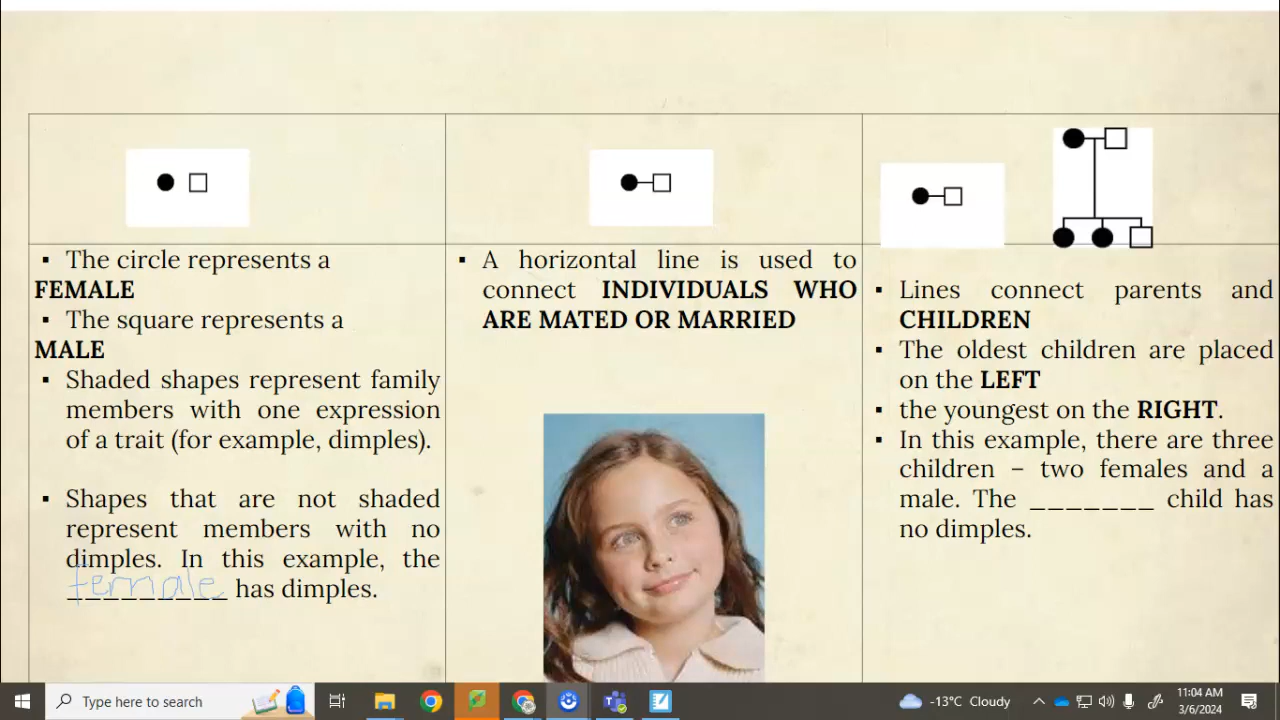 ▪ The circle represents a
FEMALE
▪ The square represents a
MALE
▪ Shaded shapes represent family
members with one expression
of a trait (for example, dimples).
▪ Shapes that are not shaded
represent members with no
dimples. In this example, the
female has dimples.
▪ A horizontal line is used to
connect INDIVIDUALS WHO
ARE MATED OR MARRIED
▪ Lines connect parents and
CHILDREN
▪ The oldest children are placed
on the LEFT
▪ the youngest on the RIGHT.
▪ In this example, there are three
children – two females and a
male. The _______ child has
no dimples.
Type here to search
-13°C Cloudy
11:04 AM
3/6/2024